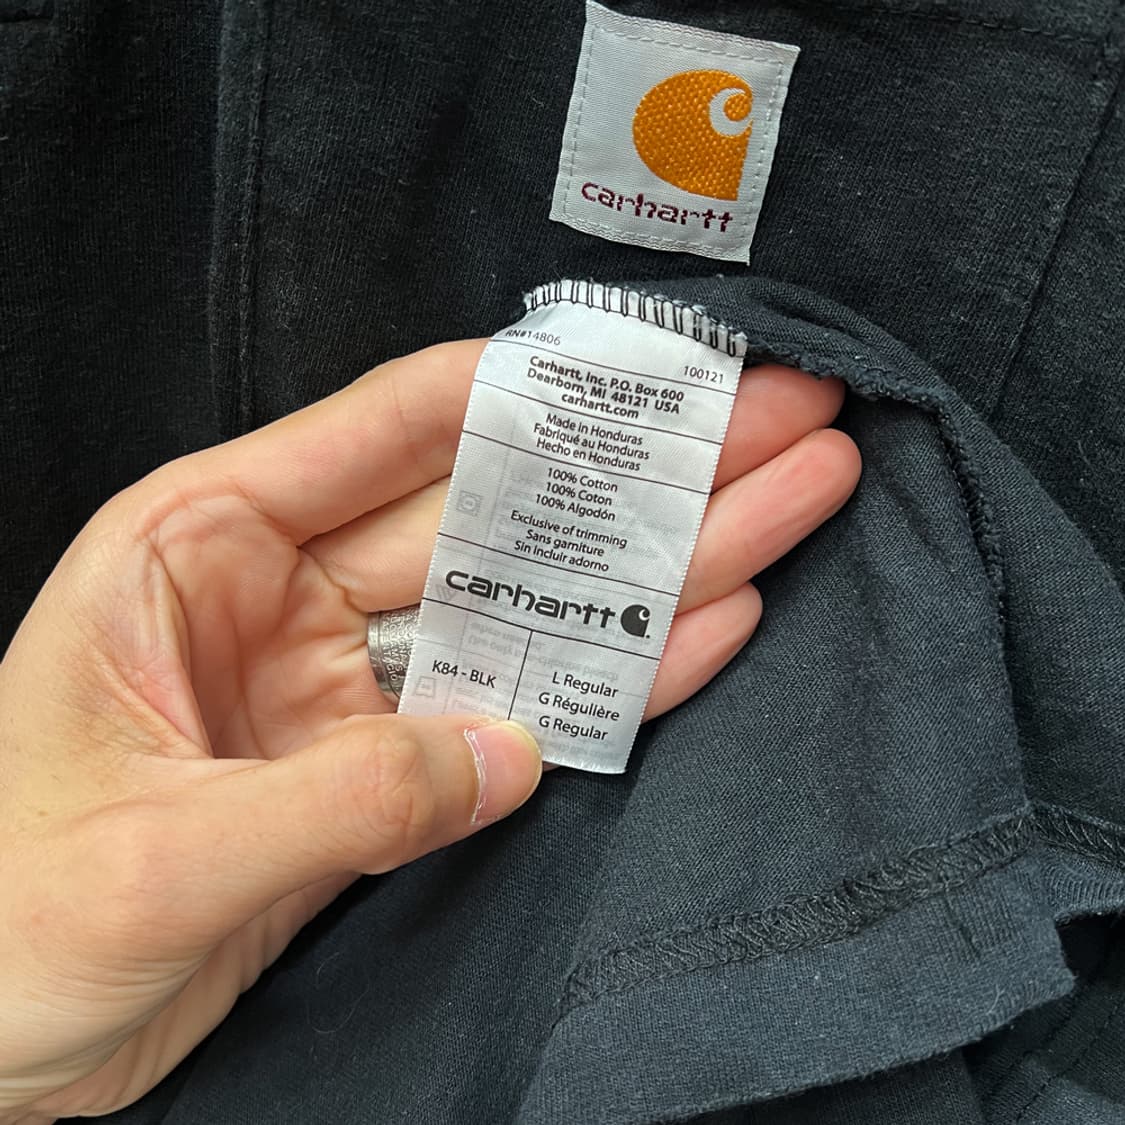 carhartt
RN#14806
100121
Carhartt, Inc. P.O. Box 600
Dearborn, MI 48121 USA
carhartt.com
Made in Honduras
Fabriqué au Honduras
Hecho en Honduras
100% Cotton
100% Coton
100% Algodón
Exclusive of trimming
Sans garniture
Sin incluir adorno
carhartt
K84 - BLK
L Regular
G Régulière
G Regular